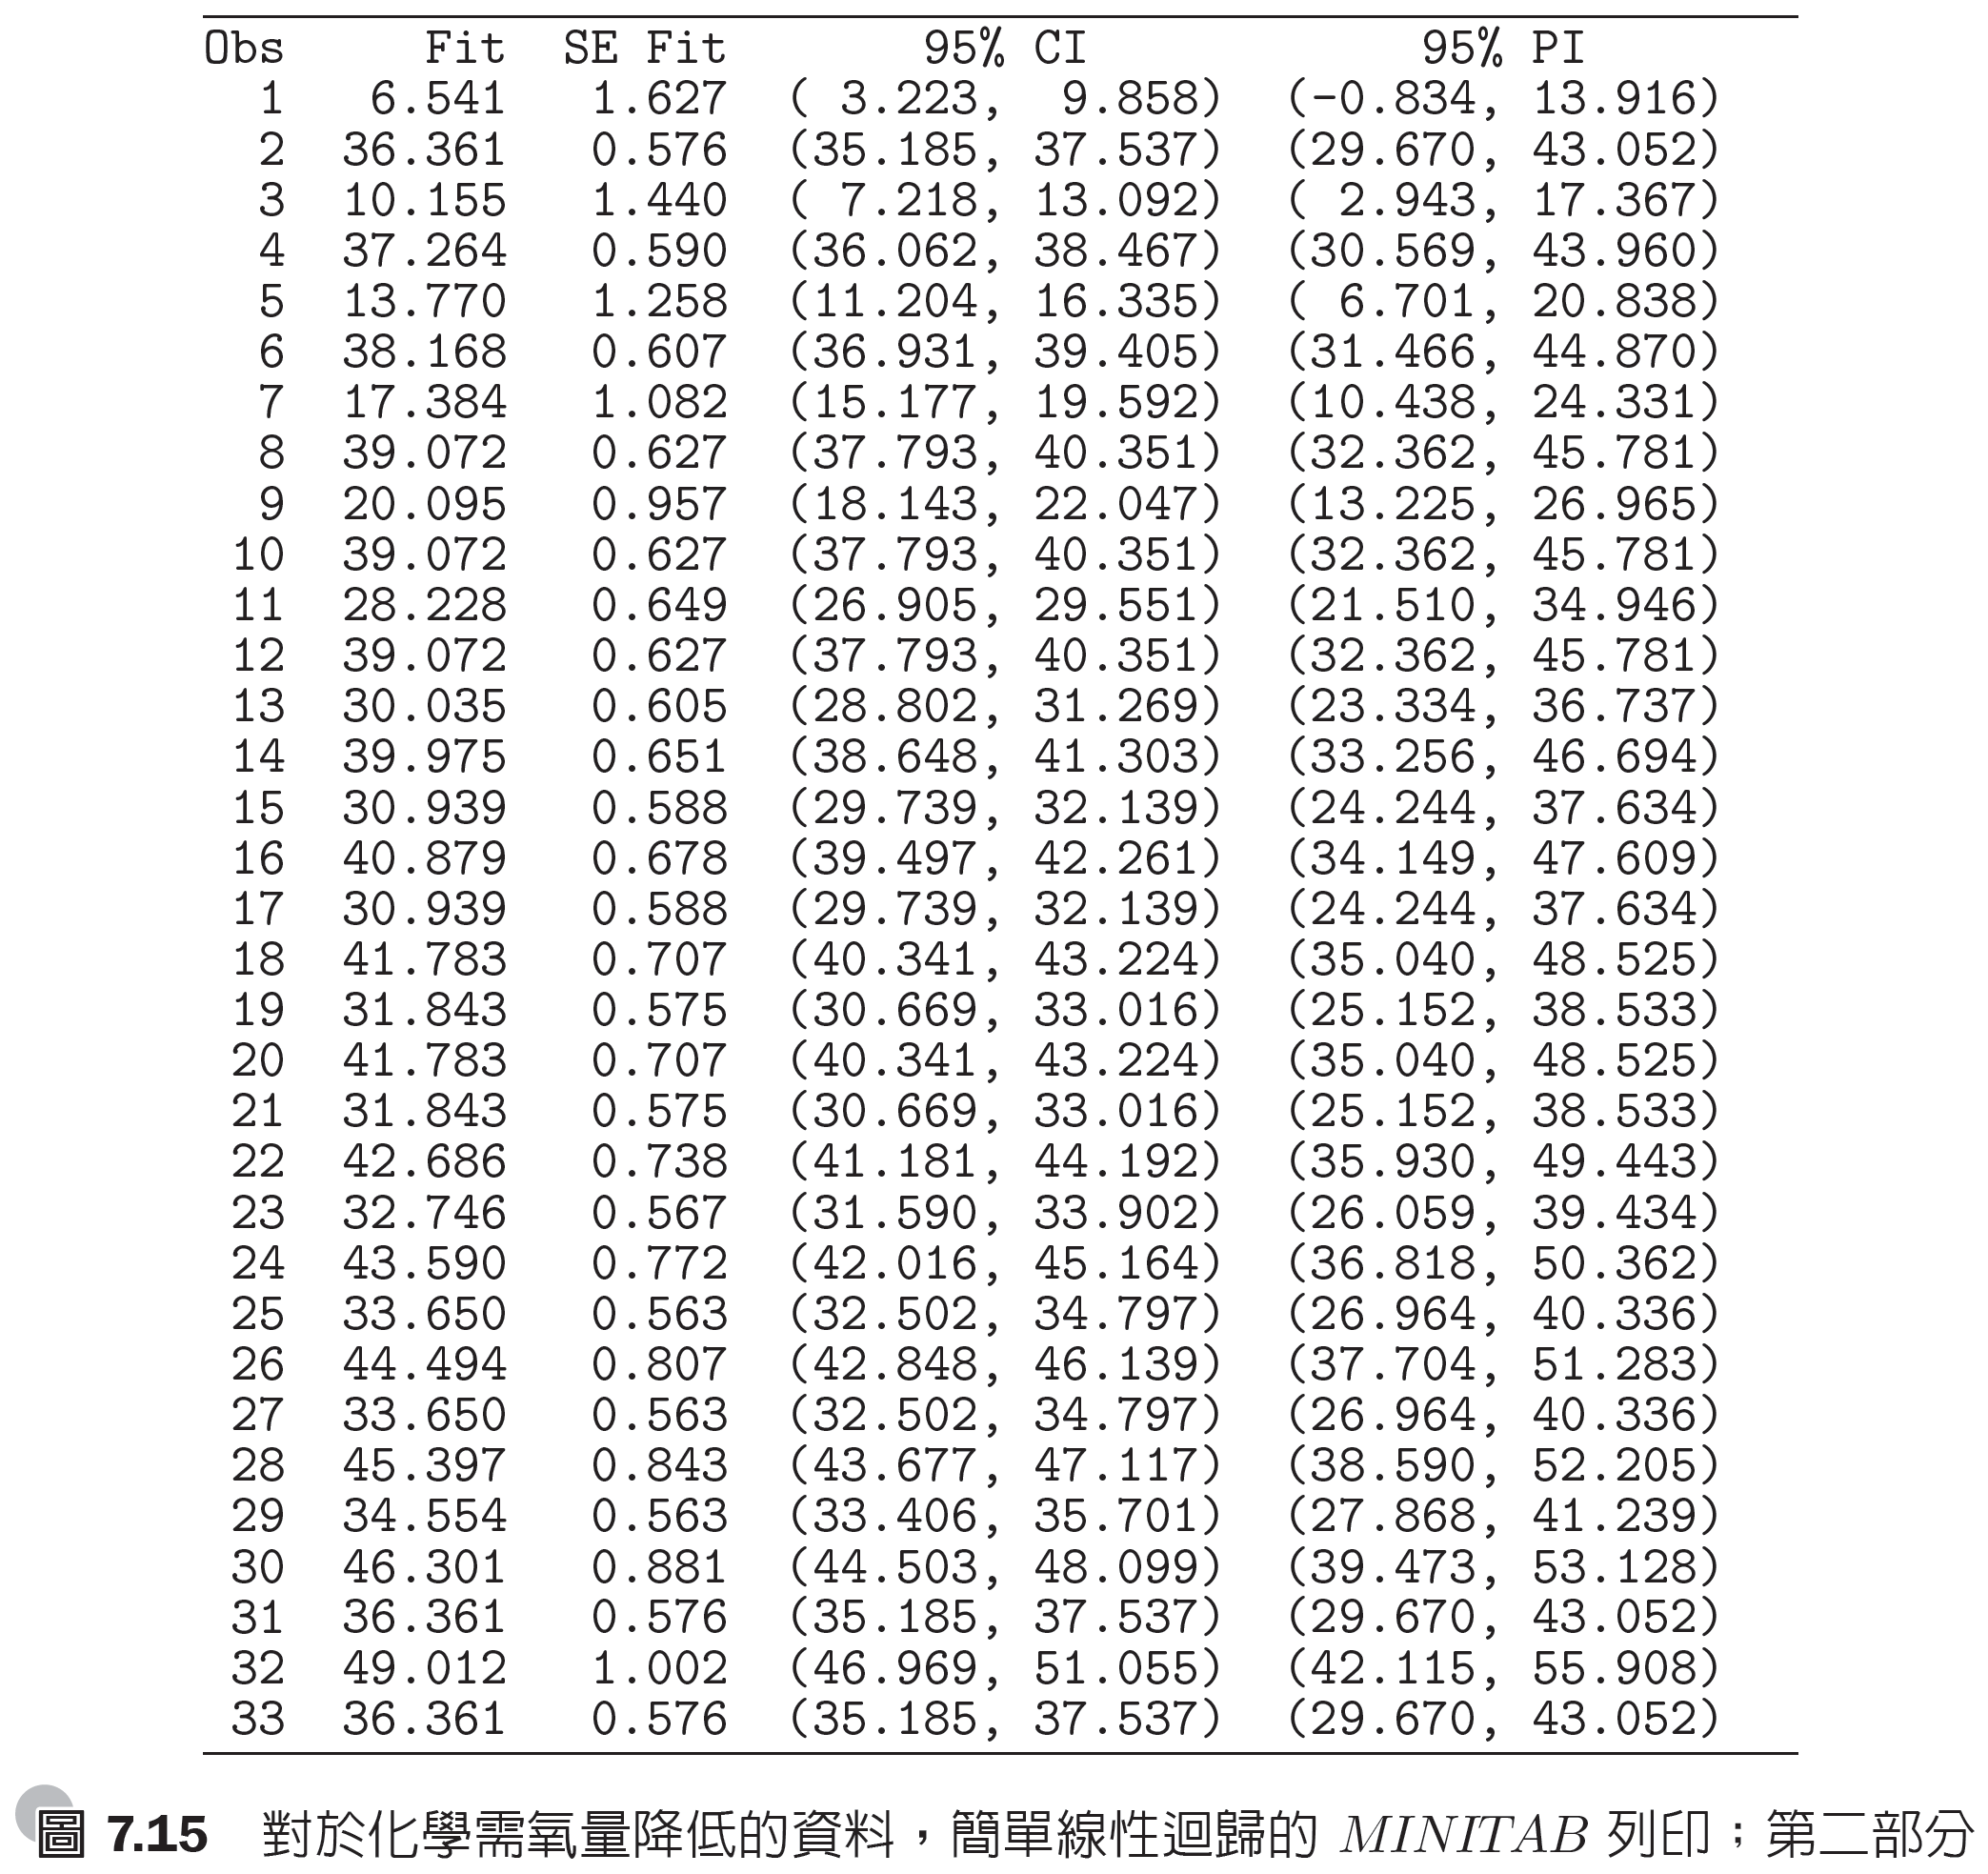 Obs Fit SE Fit 95% CI 95% PI
1 6.541 1.627 ( 3.223, 9.858) (-0.834, 13.916)
2 36.361 0.576 (35.185, 37.537) (29.670, 43.052)
3 10.155 1.440 ( 7.218, 13.092) ( 2.943, 17.367)
4 37.264 0.590 (36.062, 38.467) (30.569, 43.960)
5 13.770 1.258 (11.204, 16.335) ( 6.701, 20.838)
6 38.168 0.607 (36.931, 39.405) (31.466, 44.870)
7 17.384 1.082 (15.177, 19.592) (10.438, 24.331)
8 39.072 0.627 (37.793, 40.351) (32.362, 45.781)
9 20.095 0.957 (18.143, 22.047) (13.225, 26.965)
10 39.072 0.627 (37.793, 40.351) (32.362, 45.781)
11 28.228 0.649 (26.905, 29.551) (21.510, 34.946)
12 39.072 0.627 (37.793, 40.351) (32.362, 45.781)
13 30.035 0.605 (28.802, 31.269) (23.334, 36.737)
14 39.975 0.651 (38.648, 41.303) (33.256, 46.694)
15 30.939 0.588 (29.739, 32.139) (24.244, 37.634)
16 40.879 0.678 (39.497, 42.261) (34.149, 47.609)
17 30.939 0.588 (29.739, 32.139) (24.244, 37.634)
18 41.783 0.707 (40.341, 43.224) (35.040, 48.525)
19 31.843 0.575 (30.669, 33.016) (25.152, 38.533)
20 41.783 0.707 (40.341, 43.224) (35.040, 48.525)
21 31.843 0.575 (30.669, 33.016) (25.152, 38.533)
22 42.686 0.738 (41.181, 44.192) (35.930, 49.443)
23 32.746 0.567 (31.590, 33.902) (26.059, 39.434)
24 43.590 0.772 (42.016, 45.164) (36.818, 50.362)
25 33.650 0.563 (32.502, 34.797) (26.964, 40.336)
26 44.494 0.807 (42.848, 46.139) (37.704, 51.283)
27 33.650 0.563 (32.502, 34.797) (26.964, 40.336)
28 45.397 0.843 (43.677, 47.117) (38.590, 52.205)
29 34.554 0.563 (33.406, 35.701) (27.868, 41.239)
30 46.301 0.881 (44.503, 48.099) (39.473, 53.128)
31 36.361 0.576 (35.185, 37.537) (29.670, 43.052)
32 49.012 1.002 (46.969, 51.055) (42.115, 55.908)
33 36.361 0.576 (35.185, 37.537) (29.670, 43.052)
圖 7.15 對於化學需氧量降低的資料，簡單線性迴歸的 MINITAB 列印；第二部分